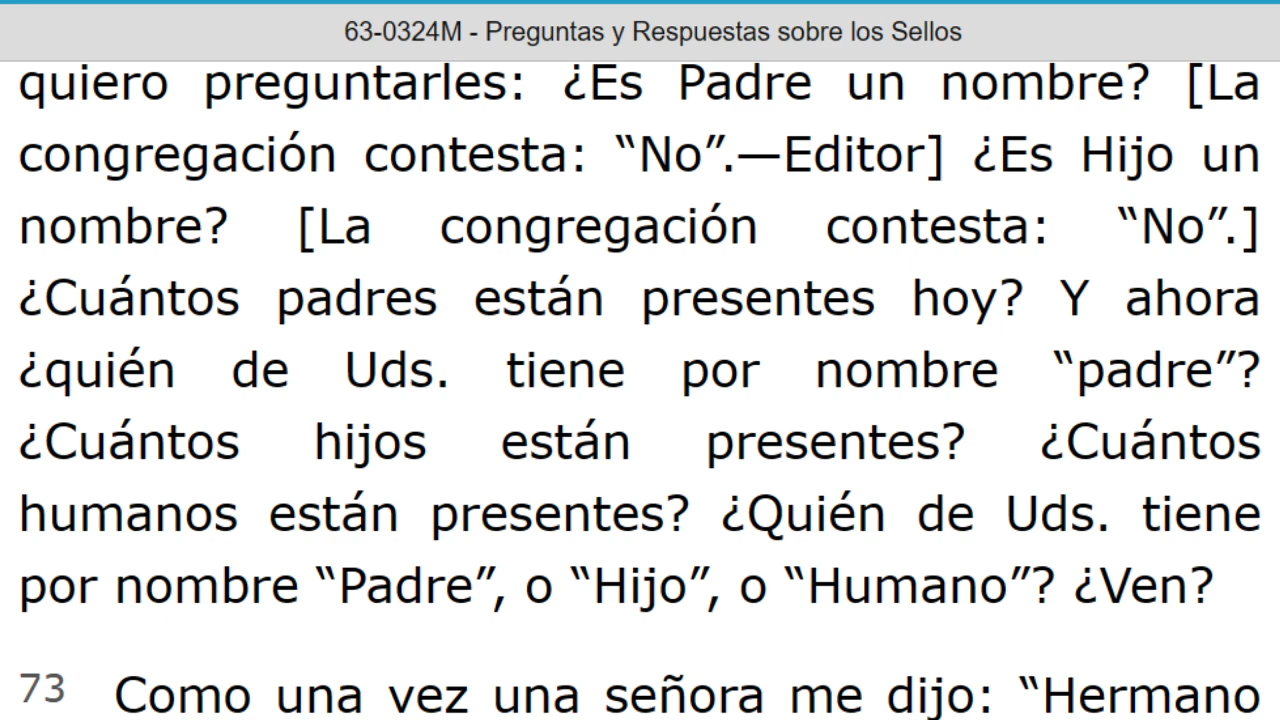 63-0324M - Preguntas y Respuestas sobre los Sellos
quiero preguntarles: ¿Es Padre un nombre? [La
congregación contesta: “No”.—Editor] ¿Es Hijo un
nombre? [La congregación contesta: “No”.]
¿Cuántos padres están presentes hoy? Y ahora
¿quién de Uds. tiene por nombre “padre”?
¿Cuántos hijos están presentes? ¿Cuántos
humanos están presentes? ¿Quién de Uds. tiene
por nombre “Padre”, o “Hijo”, o “Humano”? ¿Ven?
73 Como una vez una señora me dijo: “Hermano